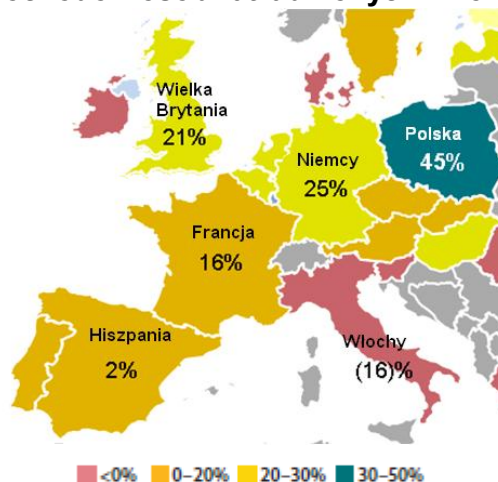 Wielka
Brytania
21%
Polska
45%
Niemcy
25%
Francja
16%
Hiszpania
2%
Włochy
(16)%
<0% 0–20% 20–30% 30–50%